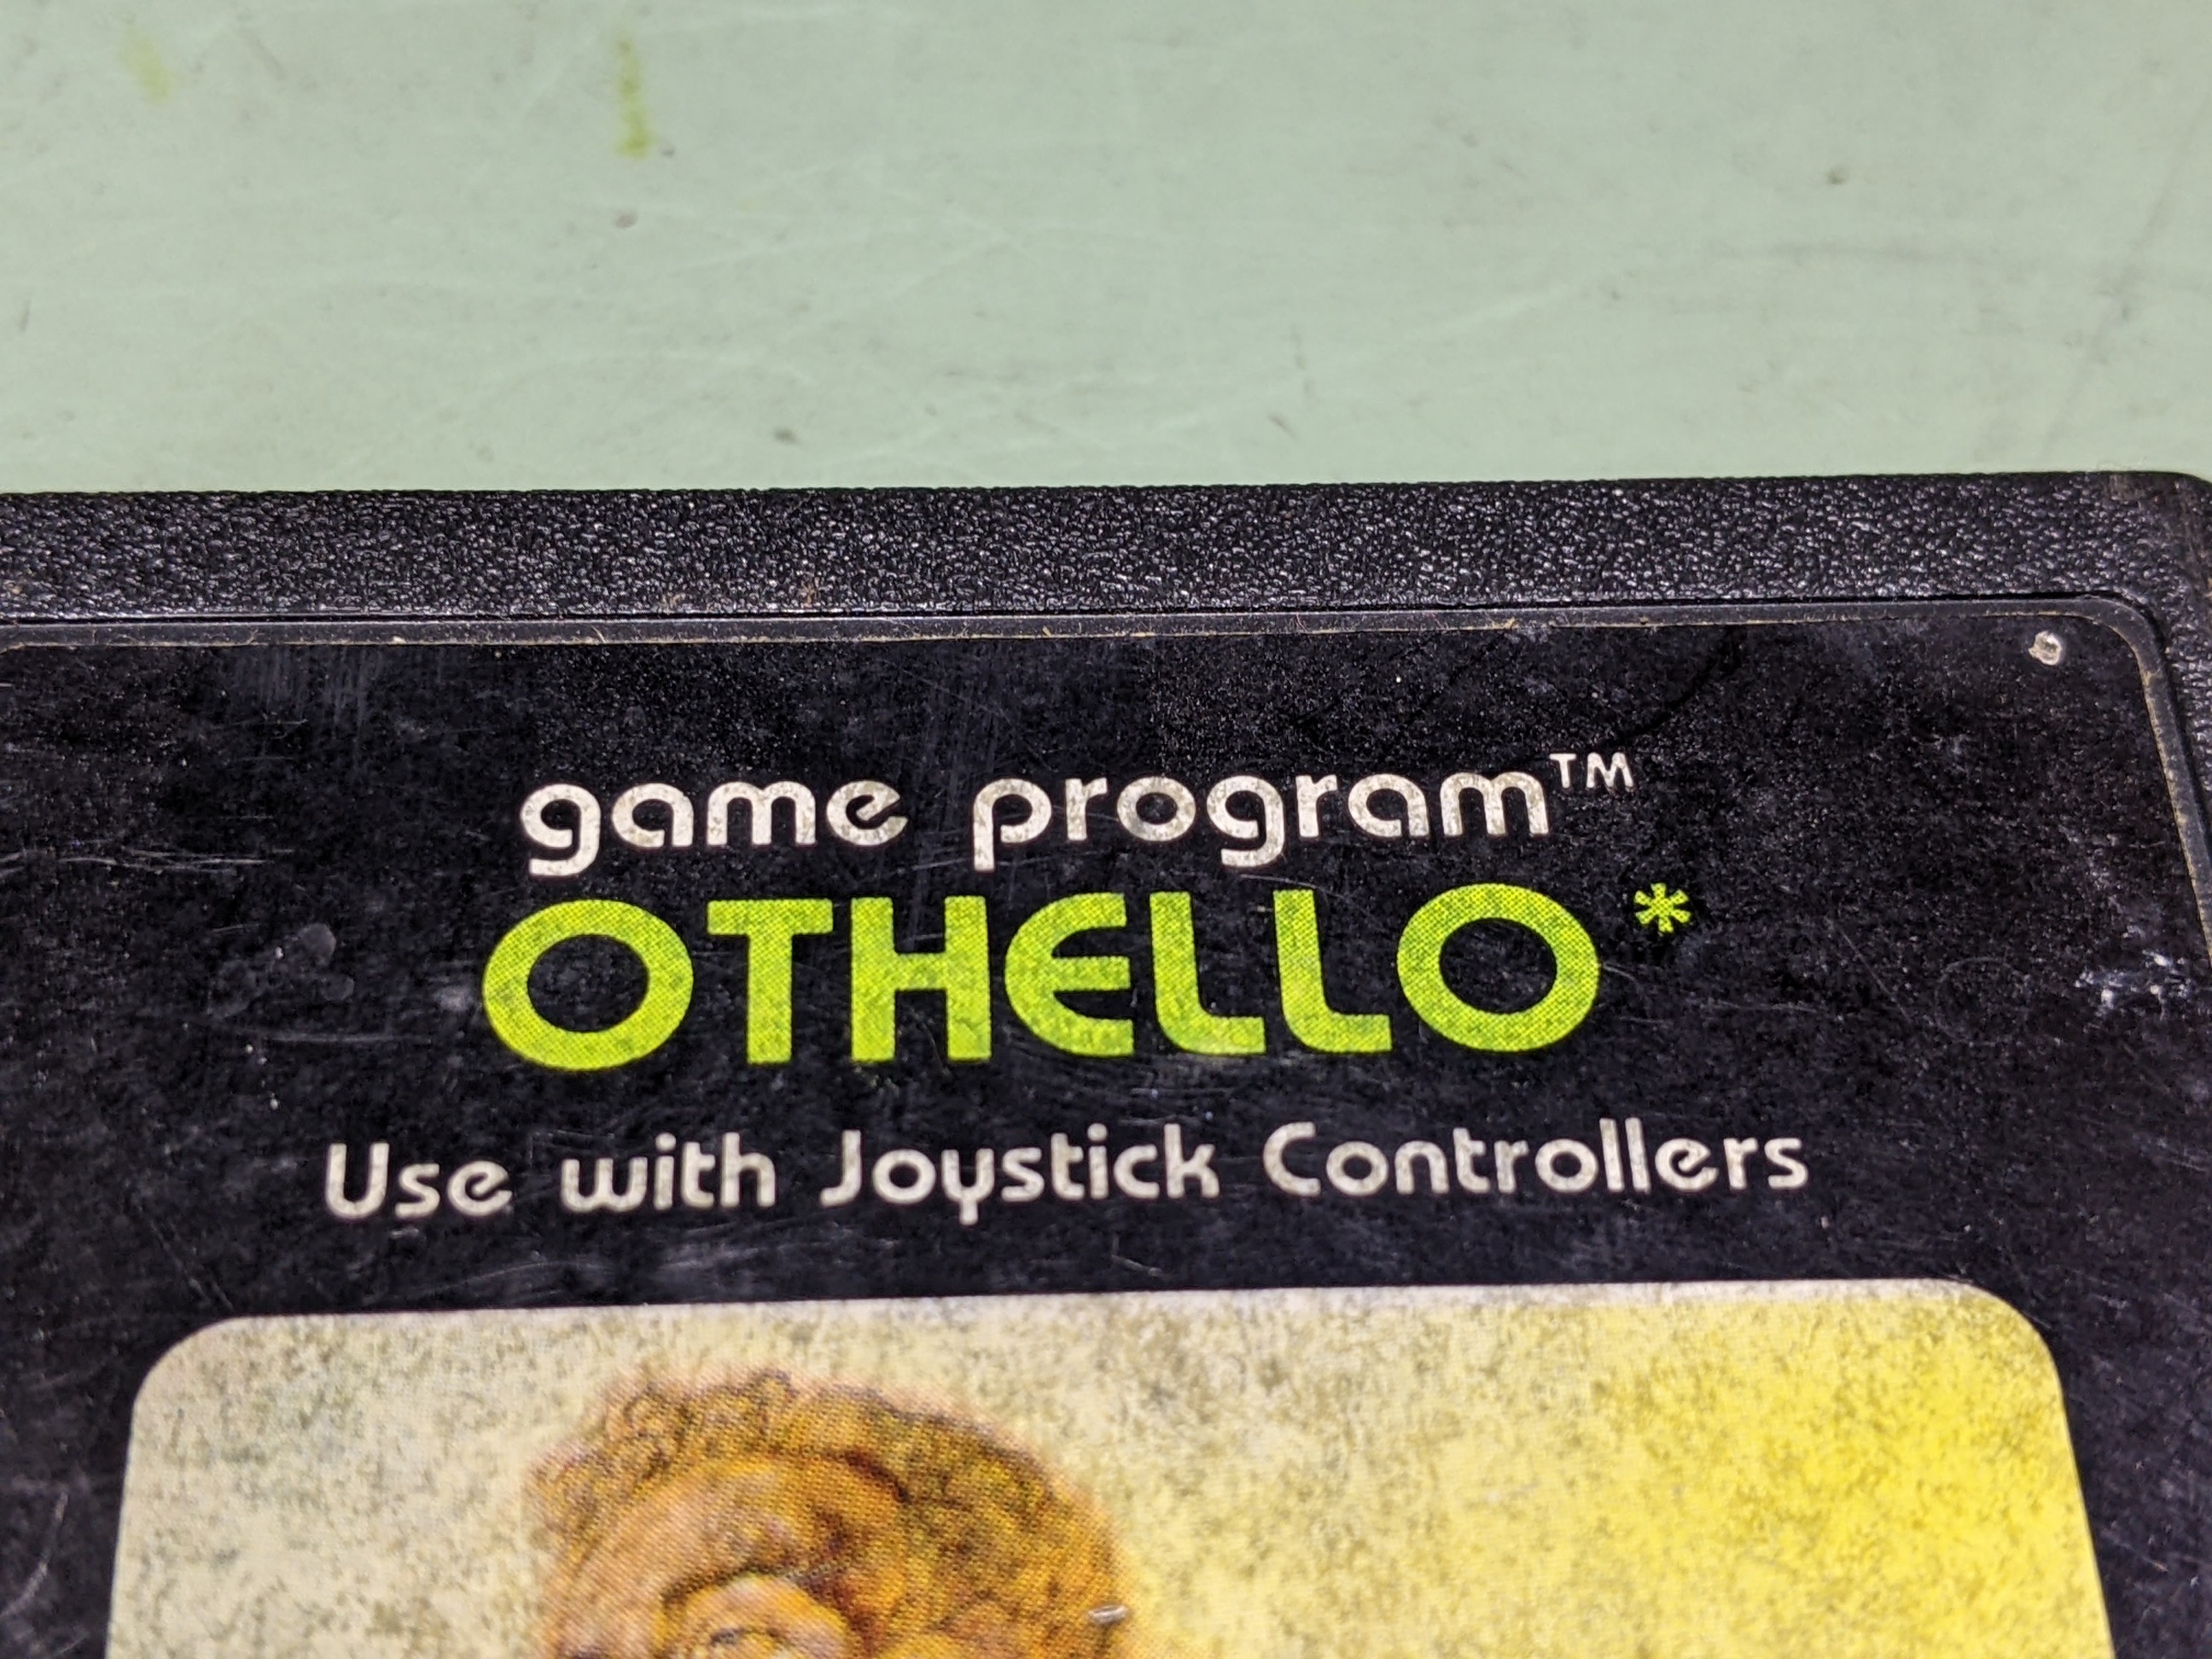 game program™
OTHELLO*
Use with Joystick Controllers